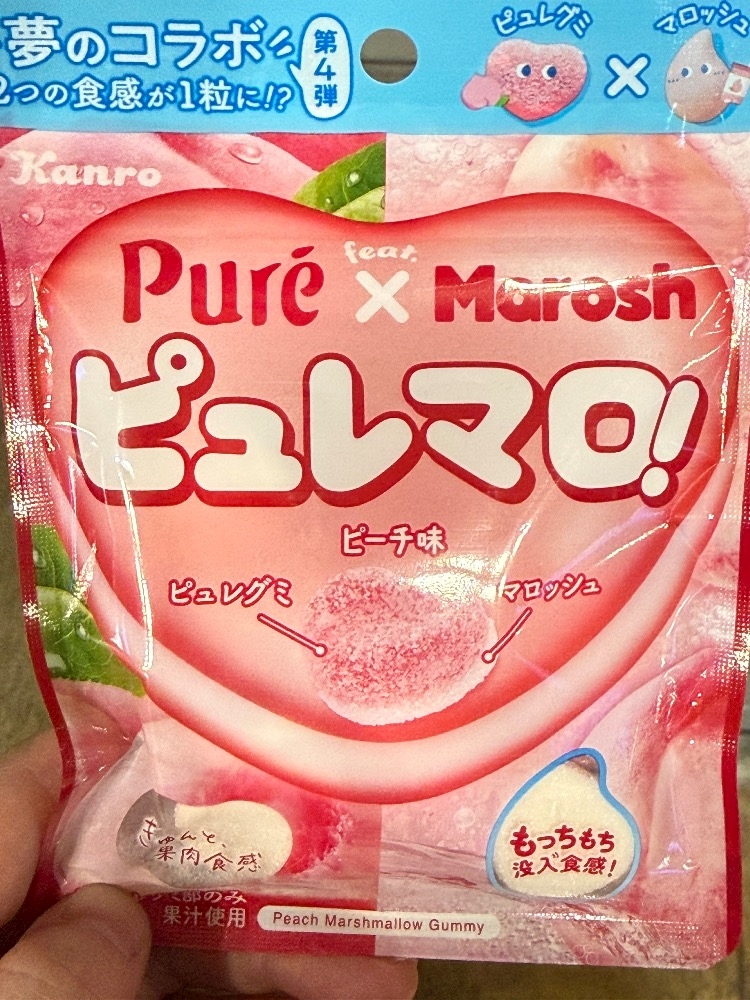 夢のコラボ
2つの食感が1粒に!?
第4弾
ピュレグミ
×
マロッシュ
Kanro
Puré feat. × Marosh
ピュレマロ!
ピーチ味
ピュレグミ
マロッシュ
きゅんと、
果肉食感
もっちもち
没入食感!
部のみ
果汁使用
Peach Marshmallow Gummy